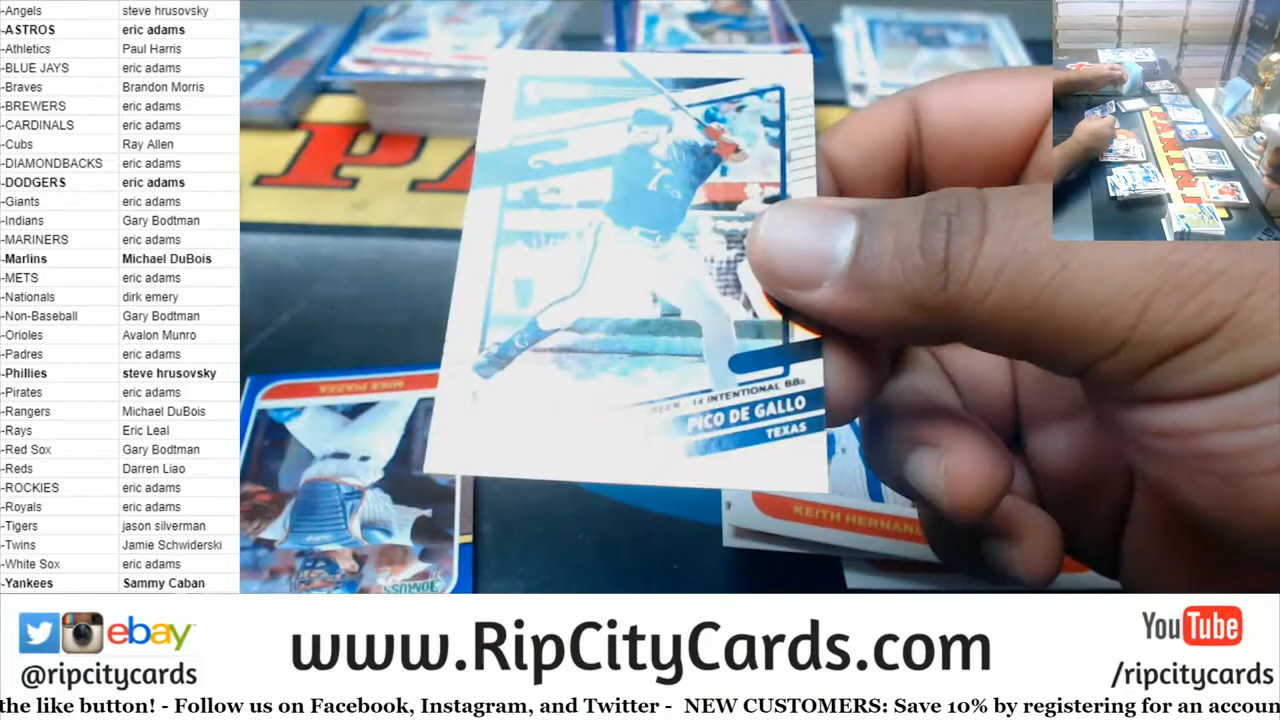 -Angels steve hrusovsky
-ASTROS eric adams
-Athletics Paul Harris
-BLUE JAYS eric adams
-Braves Brandon Morris
-BREWERS eric adams
-CARDINALS eric adams
-Cubs Ray Allen
-DIAMONDBACKS eric adams
-DODGERS eric adams
-Giants eric adams
-Indians Gary Bodtman
-MARINERS eric adams
-Marlins Michael DuBois
-METS eric adams
-Nationals dirk emery
-Non-Baseball Gary Bodtman
-Orioles Avalon Munro
-Padres eric adams
-Phillies steve hrusovsky
-Pirates eric adams
-Rangers Michael DuBois
-Rays Eric Leal
-Red Sox Gary Bodtman
-Reds Darren Liao
-ROCKIES eric adams
-Royals eric adams
-Tigers jason silverman
-Twins Jamie Schwiderski
-White Sox eric adams
-Yankees Sammy Caban
PA
PANINI
14 INTENTIONAL BBs
PICO DE GALLO
TEXAS
MIKE PIAZZA
KEITH HERNAN
ebay
@ripcitycards
www.RipCityCards.com
YouTube
/ripcitycards
the like button! - Follow us on Facebook, Instagram, and Twitter - NEW CUSTOMERS: Save 10% by registering for an accoun